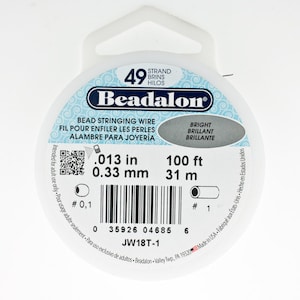 49 STRAND
BRINS
HILOS
Beadalon®
BEAD STRINGING WIRE
FIL POUR ENFILER LES PERLES
ALAMBRE PARA JOYERÍA
BRIGHT
BRILLANT
BRILLANTE
.013 in
0.33 mm
100 ft
31 m
# 0,1
# 1
0 35926 04685 6
JW18T-1